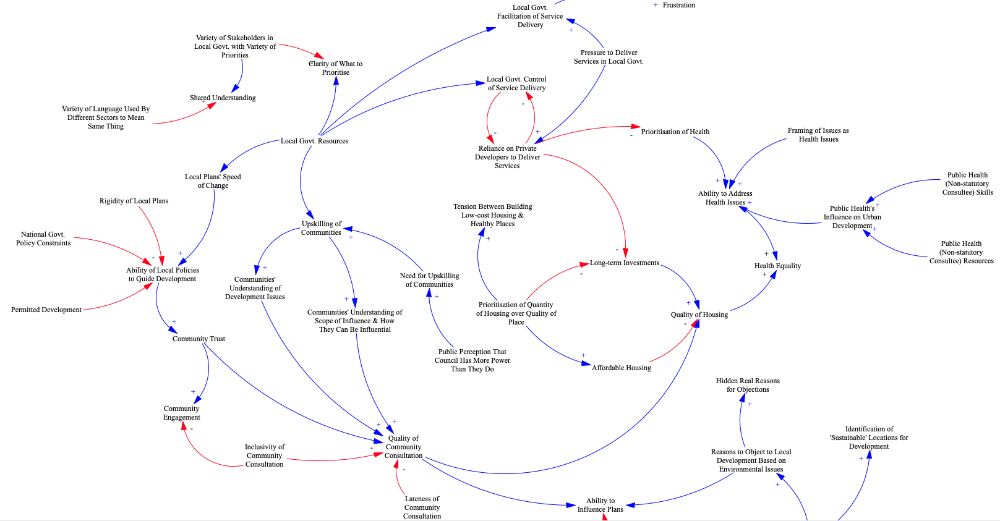 Local Govt.
Facilitation of Service
Delivery
+ Frustration
+
Variety of Stakeholders in
Local Govt. with Variety of
Priorities
Clarity of What to
Prioritise
Pressure to Deliver
Services in Local Govt.
Local Govt. Control
of Service Delivery
-
Shared Understanding
-
Variety of Language Used By
Different Sectors to Mean
Same Thing
Local Govt. Resources
-
+
-
Prioritisation of Health
Framing of Issues as
Health Issues
Reliance on Private
Developers to Deliver
Services
Local Plans' Speed
of Change
+
+
Ability to Address
Health Issues +
Public Health
(Non-statutory
Consultee) Skills
+
Public Health's
Influence on Urban
Development
+
Public Health
(Non-statutory
Consultee) Resources
Rigidity of Local Plans
National Govt.
Policy Constraints
-
+
-
Ability of Local Policies
to Guide Development
-
Permitted Development
Upskilling of
Communities
+
Tension Between Building
Low-cost Housing &
Healthy Places
+
-
Long-term Investments
-
+
Health Equality
+
+
Communities'
Understanding of
Development Issues
Need for Upskilling
of Communities
+
+
Communities' Understanding of
Scope of Influence & How
They Can Be Influential
Prioritisation of Quantity
of Housing over Quality of
Place
+
Quality of Housing
-
+
Community Trust
Public Perception That
Council Has More Power
Than They Do
+
Affordable Housing
Hidden Real Reasons
for Objections
+
+
Community
Engagement
-
+
+
-
Quality of
Community
Consultation
-
Inclusivity of
Community
Consultation
Lateness of
Community
Consultation
Identification of
'Sustainable' Locations for
Development
+
Reasons to Object to Local
Development Based on
Environmental Issues
+
Ability to
Influence Plans